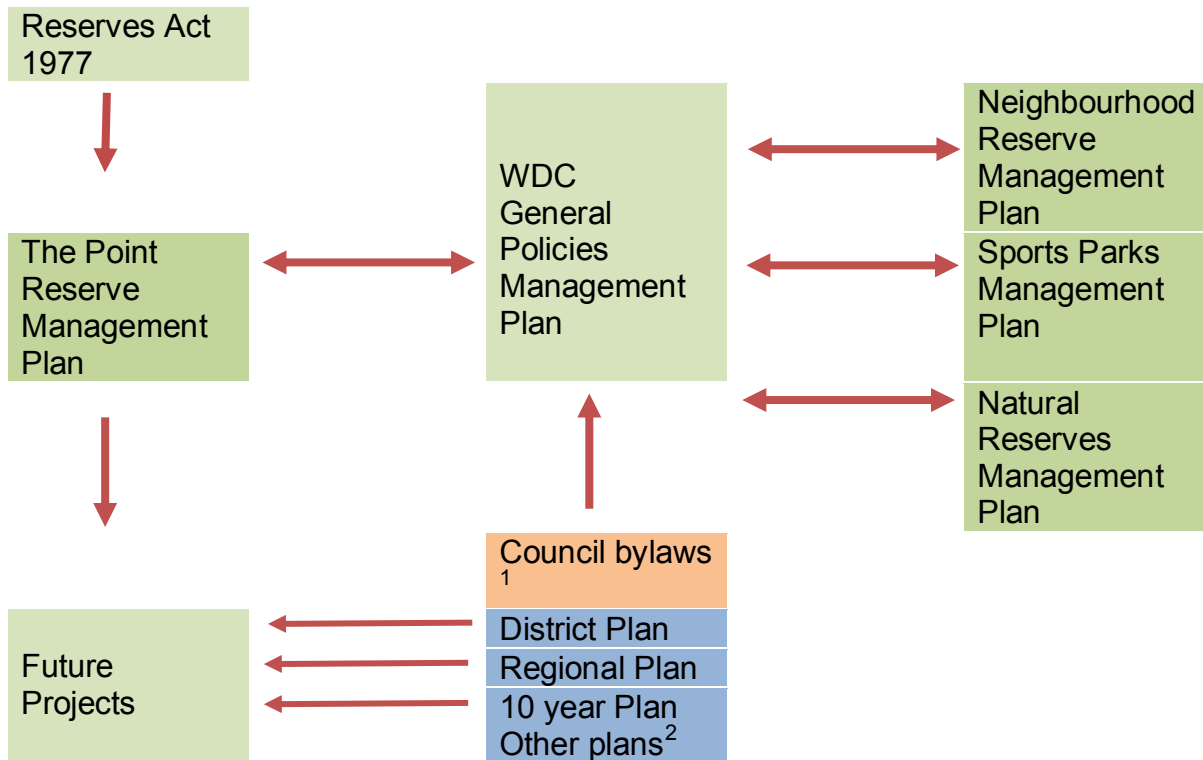 Reserves Act
1977
The Point
Reserve
Management
Plan
Future
Projects
WDC
General
Policies
Management
Plan
Council bylaws
1
District Plan
Regional Plan
10 year Plan
Other plans2
Neighbourhood
Reserve
Management
Plan
Sports Parks
Management
Plan
Natural
Reserves
Management
Plan